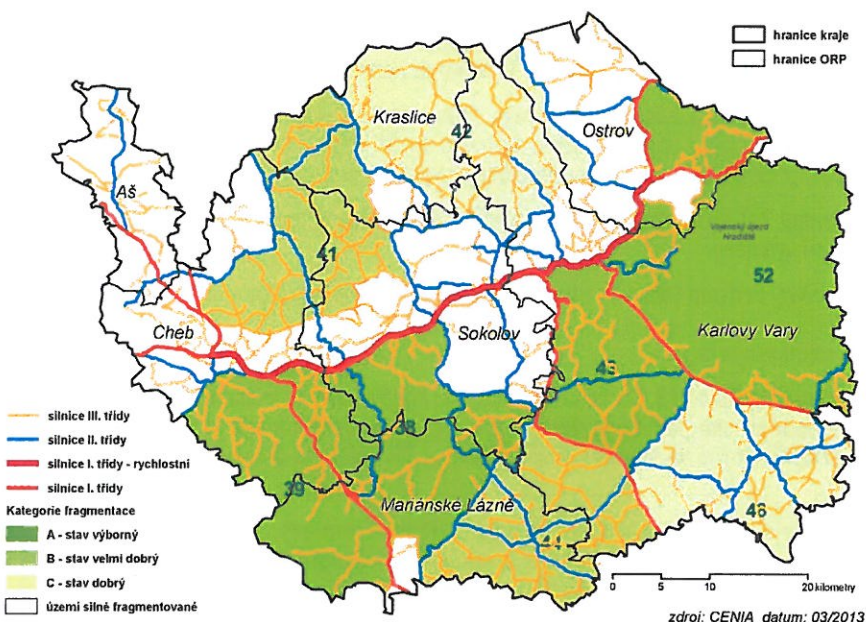 hranice kraje
hranice ORP
Kraslice
42
Ostrov
Aš
Vojenský újezd
Hradiště
41
52
Cheb
Sokolov
Karlovy Vary
43
silnice III. třídy
silnice II. třídy
38
silnice I. třídy - rychlostní
silnice I. třídy
39
Mariánské Lázně
Kategorie fragmentace
46
A - stav výborný
44
B - stav velmi dobrý
C - stav dobrý
0 5 10 20 kilometry
území silně fragmentované
zdroj: CENIA datum: 03/2013